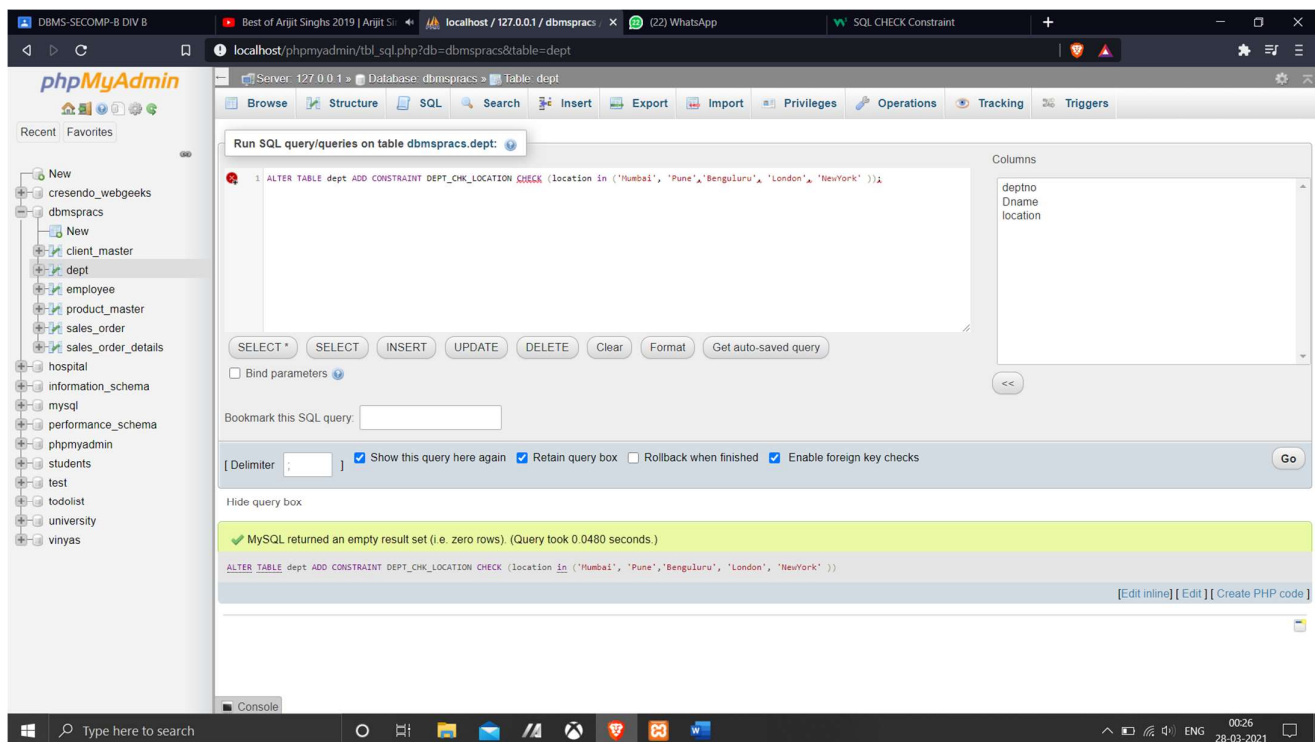 DBMS-SECOMP-B DIV B
Best of Arijit Singhs 2019 | Arijit Si
localhost / 127.0.0.1 / dbmspracs /
(22) WhatsApp
SQL CHECK Constraint
localhost/phpmyadmin/tbl_sql.php?db=dbmspracs&table=dept
phpMyAdmin
Recent Favorites
New
cresendo_webgeeks
dbmspracs
New
client_master
dept
employee
product_master
sales_order
sales_order_details
hospital
information_schema
mysql
performance_schema
phpmyadmin
students
test
todolist
university
vinyas
Server: 127.0.0.1 » Database: dbmspracs » Table: dept
Browse Structure SQL Search Insert Export Import Privileges Operations Tracking Triggers
Run SQL query/queries on table dbmspracs.dept:
1 ALTER TABLE dept ADD CONSTRAINT DEPT_CHK_LOCATION CHECK (location in ('Mumbai', 'Pune','Benguluru', 'London', 'NewYork' ));
Columns
deptno
Dname
location
<<
SELECT * SELECT INSERT UPDATE DELETE Clear Format Get auto-saved query
Bind parameters
Bookmark this SQL query:
[ Delimiter ; ] Show this query here again Retain query box Rollback when finished Enable foreign key checks Go
Hide query box
MySQL returned an empty result set (i.e. zero rows). (Query took 0.0480 seconds.)
ALTER TABLE dept ADD CONSTRAINT DEPT_CHK_LOCATION CHECK (location in ('Mumbai', 'Pune','Benguluru', 'London', 'NewYork' ))
[Edit inline] [ Edit ] [ Create PHP code ]
Console
Type here to search
ENG
00:26
28-03-2021